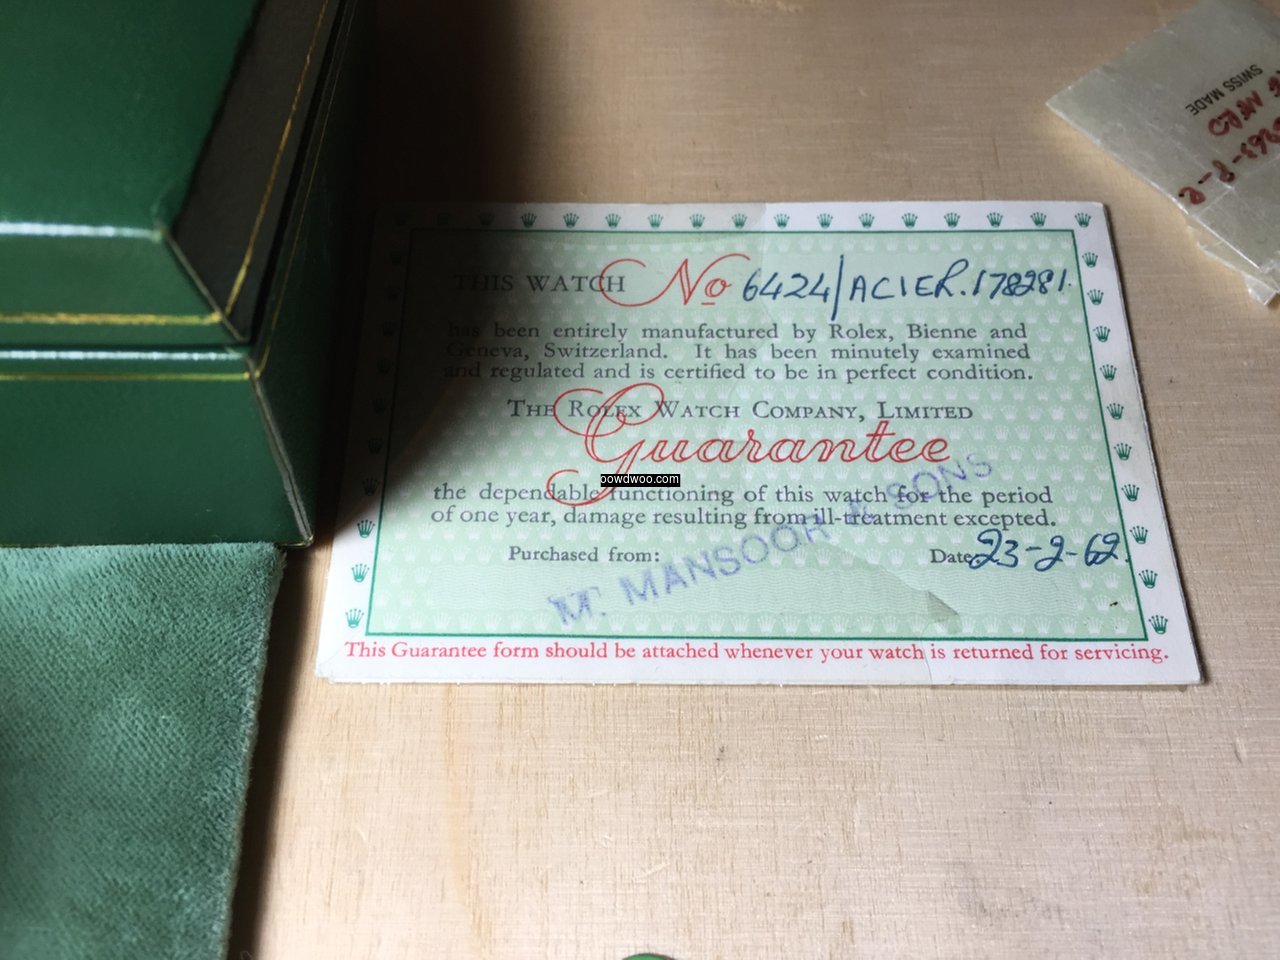 THIS WATCH No 6424/ACIER.178281.
has been entirely manufactured by Rolex, Bienne and
Geneva, Switzerland. It has been minutely examined
and regulated and is certified to be in perfect condition.
THE ROLEX WATCH COMPANY, LIMITED
Guarantee
oowdwoo.com
the dependable functioning of this watch for the period
of one year, damage resulting from ill-treatment excepted.
Purchased from: Date 23-2-62.
M. MANSOOR & SONS
This Guarantee form should be attached whenever your watch is returned for servicing.
SWISS MADE